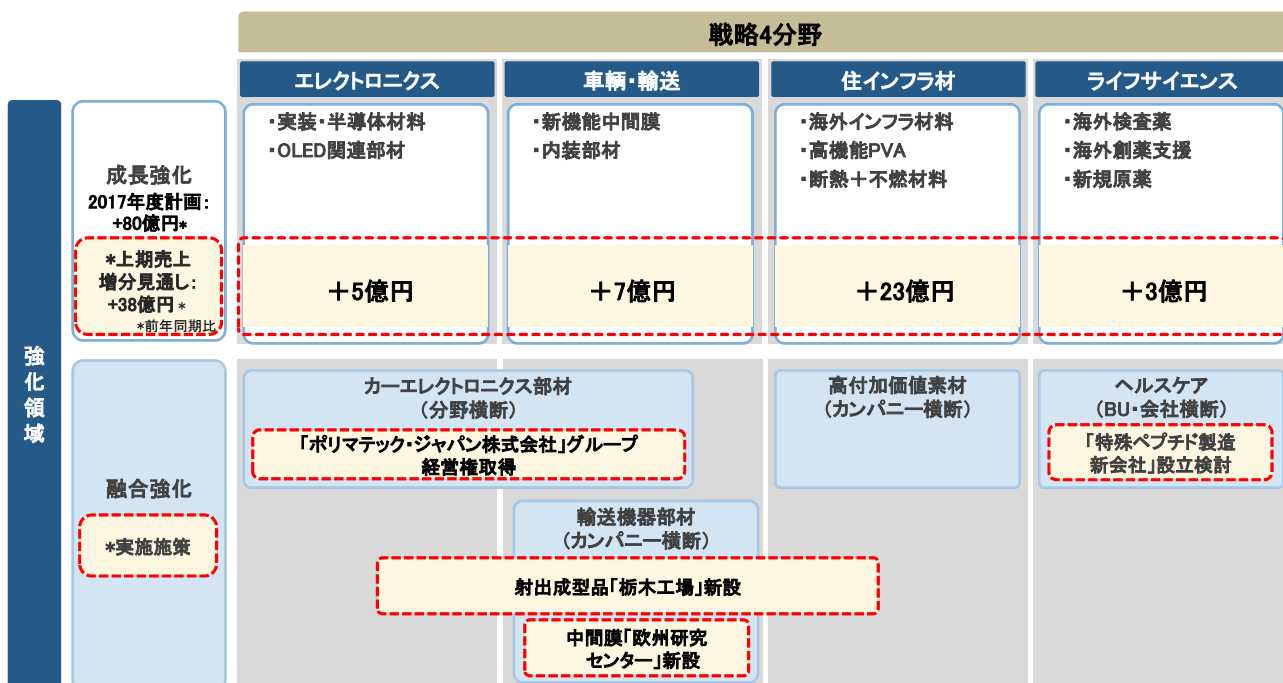 戦略4分野
エレクトロニクス
車輌・輸送
住インフラ材
ライフサイエンス
強化領域
成長強化
2017年度計画:
+80億円*
*上期売上
増分見通し:
+38億円*
*前年同期比
・実装・半導体材料
・OLED関連部材
・新機能中間膜
・内装部材
・海外インフラ材料
・高機能PVA
・断熱+不燃材料
・海外検査薬
・海外創薬支援
・新規原薬
+5億円
+7億円
+23億円
+3億円
融合強化
*実施施策
カーエレクトロニクス部材
(分野横断)
「ポリマテック・ジャパン株式会社」グループ
経営権取得
高付加価値素材
(カンパニー横断)
ヘルスケア
(BU・会社横断)
「特殊ペプチド製造
新会社」設立検討
輸送機器部材
(カンパニー横断)
射出成型品「栃木工場」新設
中間膜「欧州研究
センター」新設